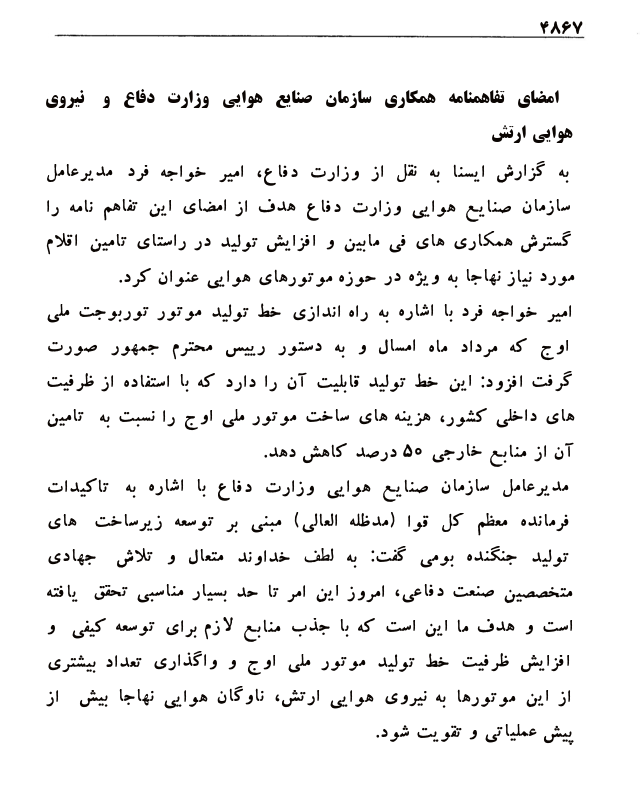 ۴۸۶۷
امضای تفاهمنامه همکاری سازمان صنایع هوایی وزارت دفاع و نیروی
هوایی ارتش
به گزارش ایسنا به نقل از وزارت دفاع، امیر خواجه فرد مدیرعامل
سازمان صنایع هوایی وزارت دفاع هدف از امضای این تفاهم نامه را
گسترش همکاری های فی مابین و افزایش تولید در راستای تامین اقلام
مورد نیاز نهاجا به ویژه در حوزه موتورهای هوایی عنوان کرد.
امیر خواجه فرد با اشاره به راه اندازی خط تولید موتور توربوجت ملی
اوج که مرداد ماه امسال و به دستور رییس محترم جمهور صورت
گرفت افزود: این خط تولید قابلیت آن را دارد که با استفاده از ظرفیت
های داخلی کشور، هزینه های ساخت موتور ملی اوج را نسبت به تامین
آن از منابع خارجی ۵۰ درصد کاهش دهد.
مدیرعامل سازمان صنایع هوایی وزارت دفاع با اشاره به تاکیدات
فرمانده معظم کل قوا (مدظله العالی) مبنی بر توسعه زیرساخت های
تولید جنگنده بومی گفت: به لطف خداوند متعال و تلاش جهادی
متخصصین صنعت دفاعی، امروز این امر تا حد بسیار مناسبی تحقق یافته
است و هدف ما این است که با جذب منابع لازم برای توسعه کیفی و
افزایش ظرفیت خط تولید موتور ملی اوج و واگذاری تعداد بیشتری
از این موتورها به نیروی هوایی ارتش، ناوگان هوایی نهاجا بیش از
پیش عملیاتی و تقویت شود.